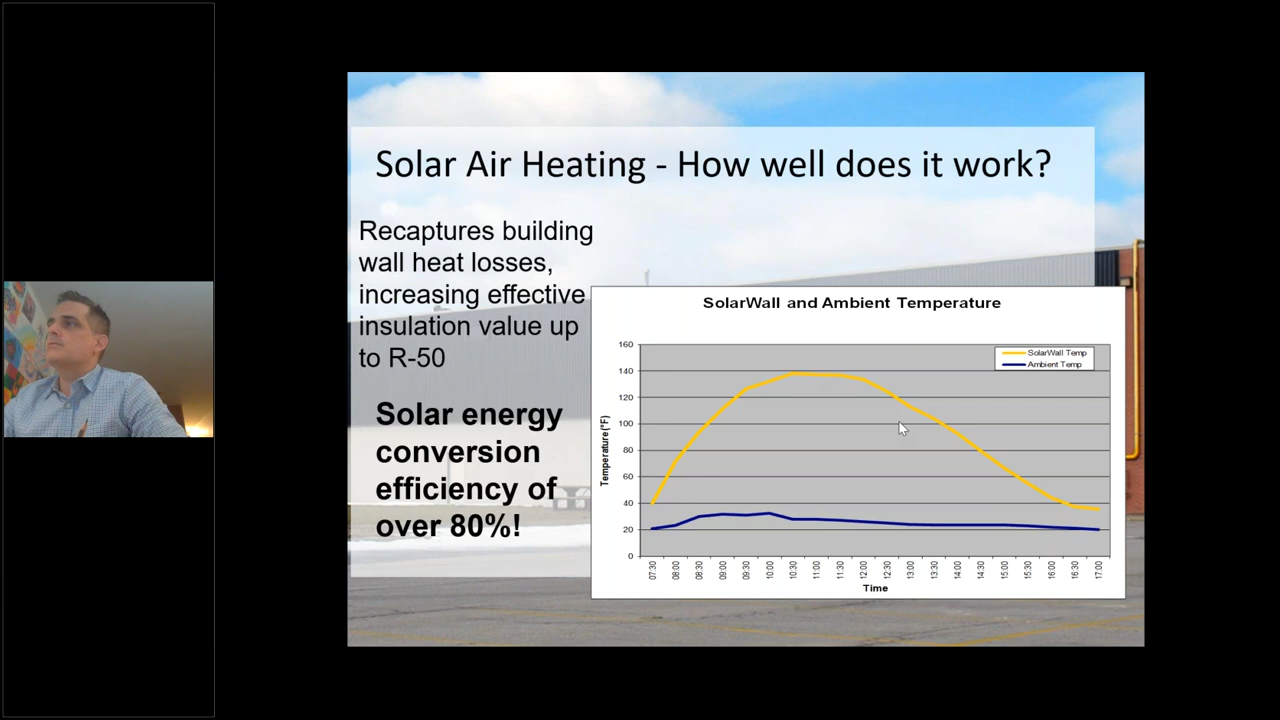 Solar Air Heating - How well does it work?
Recaptures building
wall heat losses,
increasing effective
insulation value up
to R-50
Solar energy
conversion
efficiency of
over 80%!
SolarWall and Ambient Temperature
SolarWall Temp
Ambient Temp
Temperature (°F)
160
140
120
100
80
60
40
20
0
07:30 08:00 08:30 09:00 09:30 10:00 10:30 11:00 11:30 12:00 12:30 13:00 13:30 14:00 14:30 15:00 15:30 16:00 16:30 17:00
Time